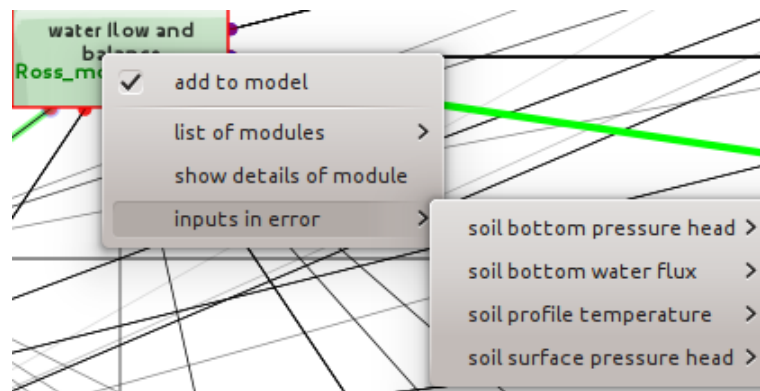 water flow and
balance
Ross_mo
add to model
list of modules
show details of module
inputs in error
soil bottom pressure head
soil bottom water flux
soil profile temperature
soil surface pressure head